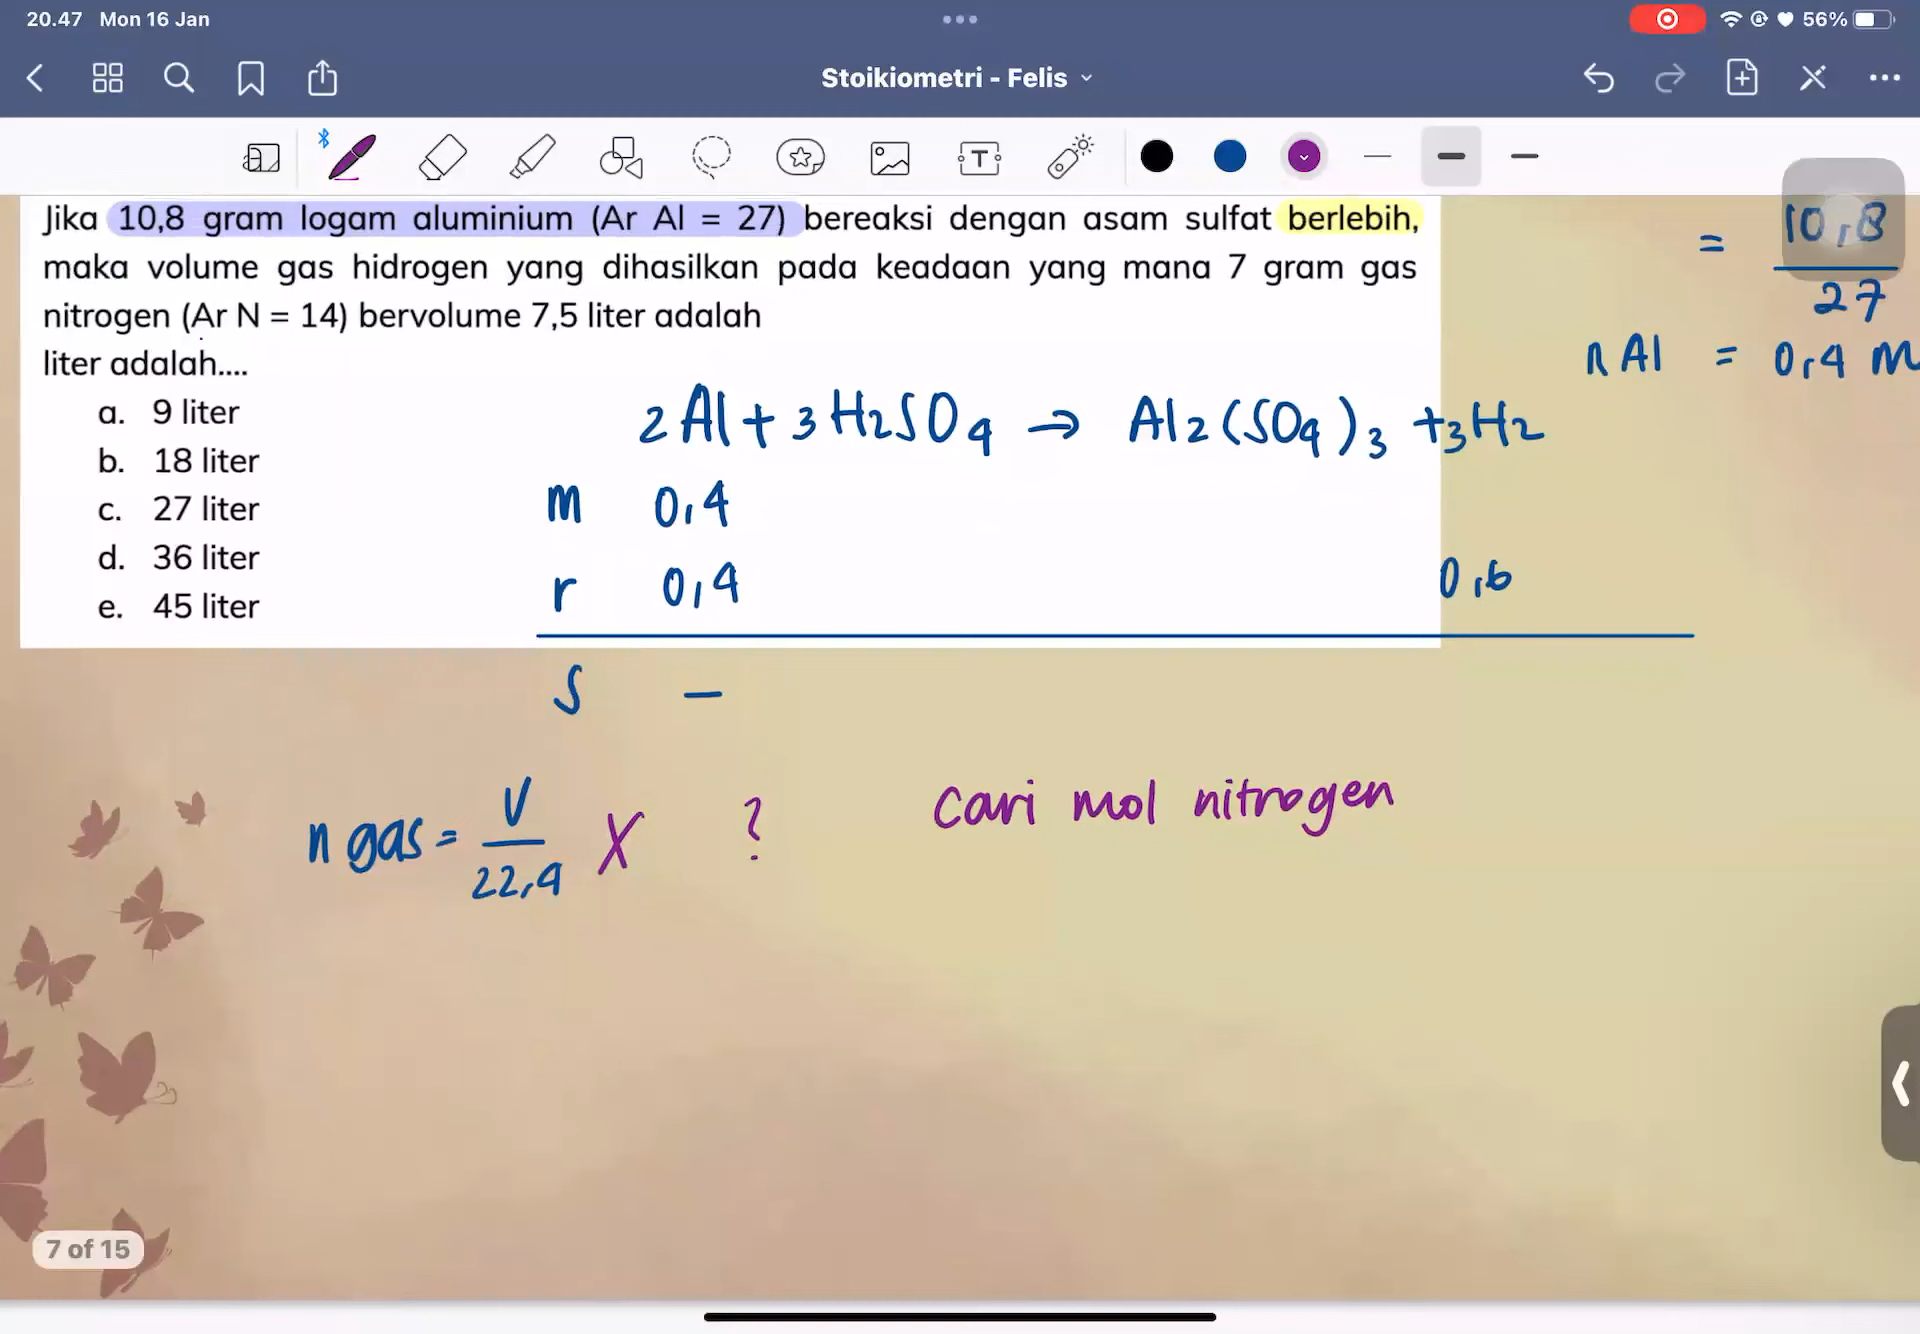 20.47 Mon 16 Jan
56%
Stoikiometri - Felis
Jika 10,8 gram logam aluminium (Ar Al = 27) bereaksi dengan asam sulfat berlebih,
maka volume gas hidrogen yang dihasilkan pada keadaan yang mana 7 gram gas
nitrogen (Ar N = 14) bervolume 7,5 liter adalah
liter adalah....
a. 9 liter
b. 18 liter
c. 27 liter
d. 36 liter
e. 45 liter
= 10,8 / 27
n Al = 0,4 m
2 Al + 3 H2SO4 → Al2(SO4)3 + 3H2
m 0,4
r 0,4 0,6
s –
n gas = V / 22,4 X ?
Cari mol nitrogen
7 of 15